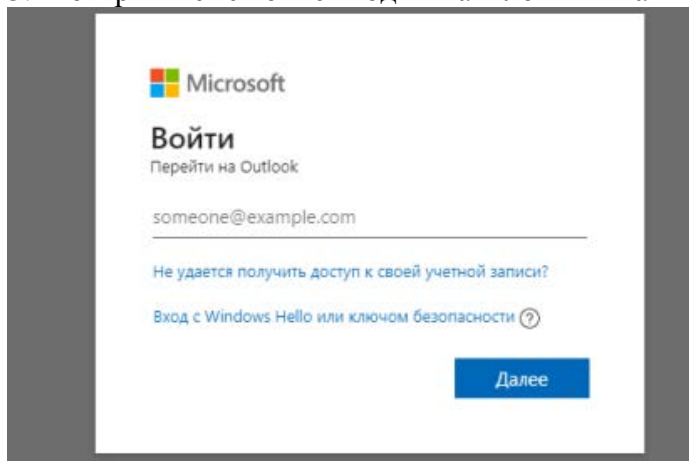 Microsoft
Войти
Перейти на Outlook
someone@example.com
Не удается получить доступ к своей учетной записи?
Вход с Windows Hello или ключом безопасности
Далее